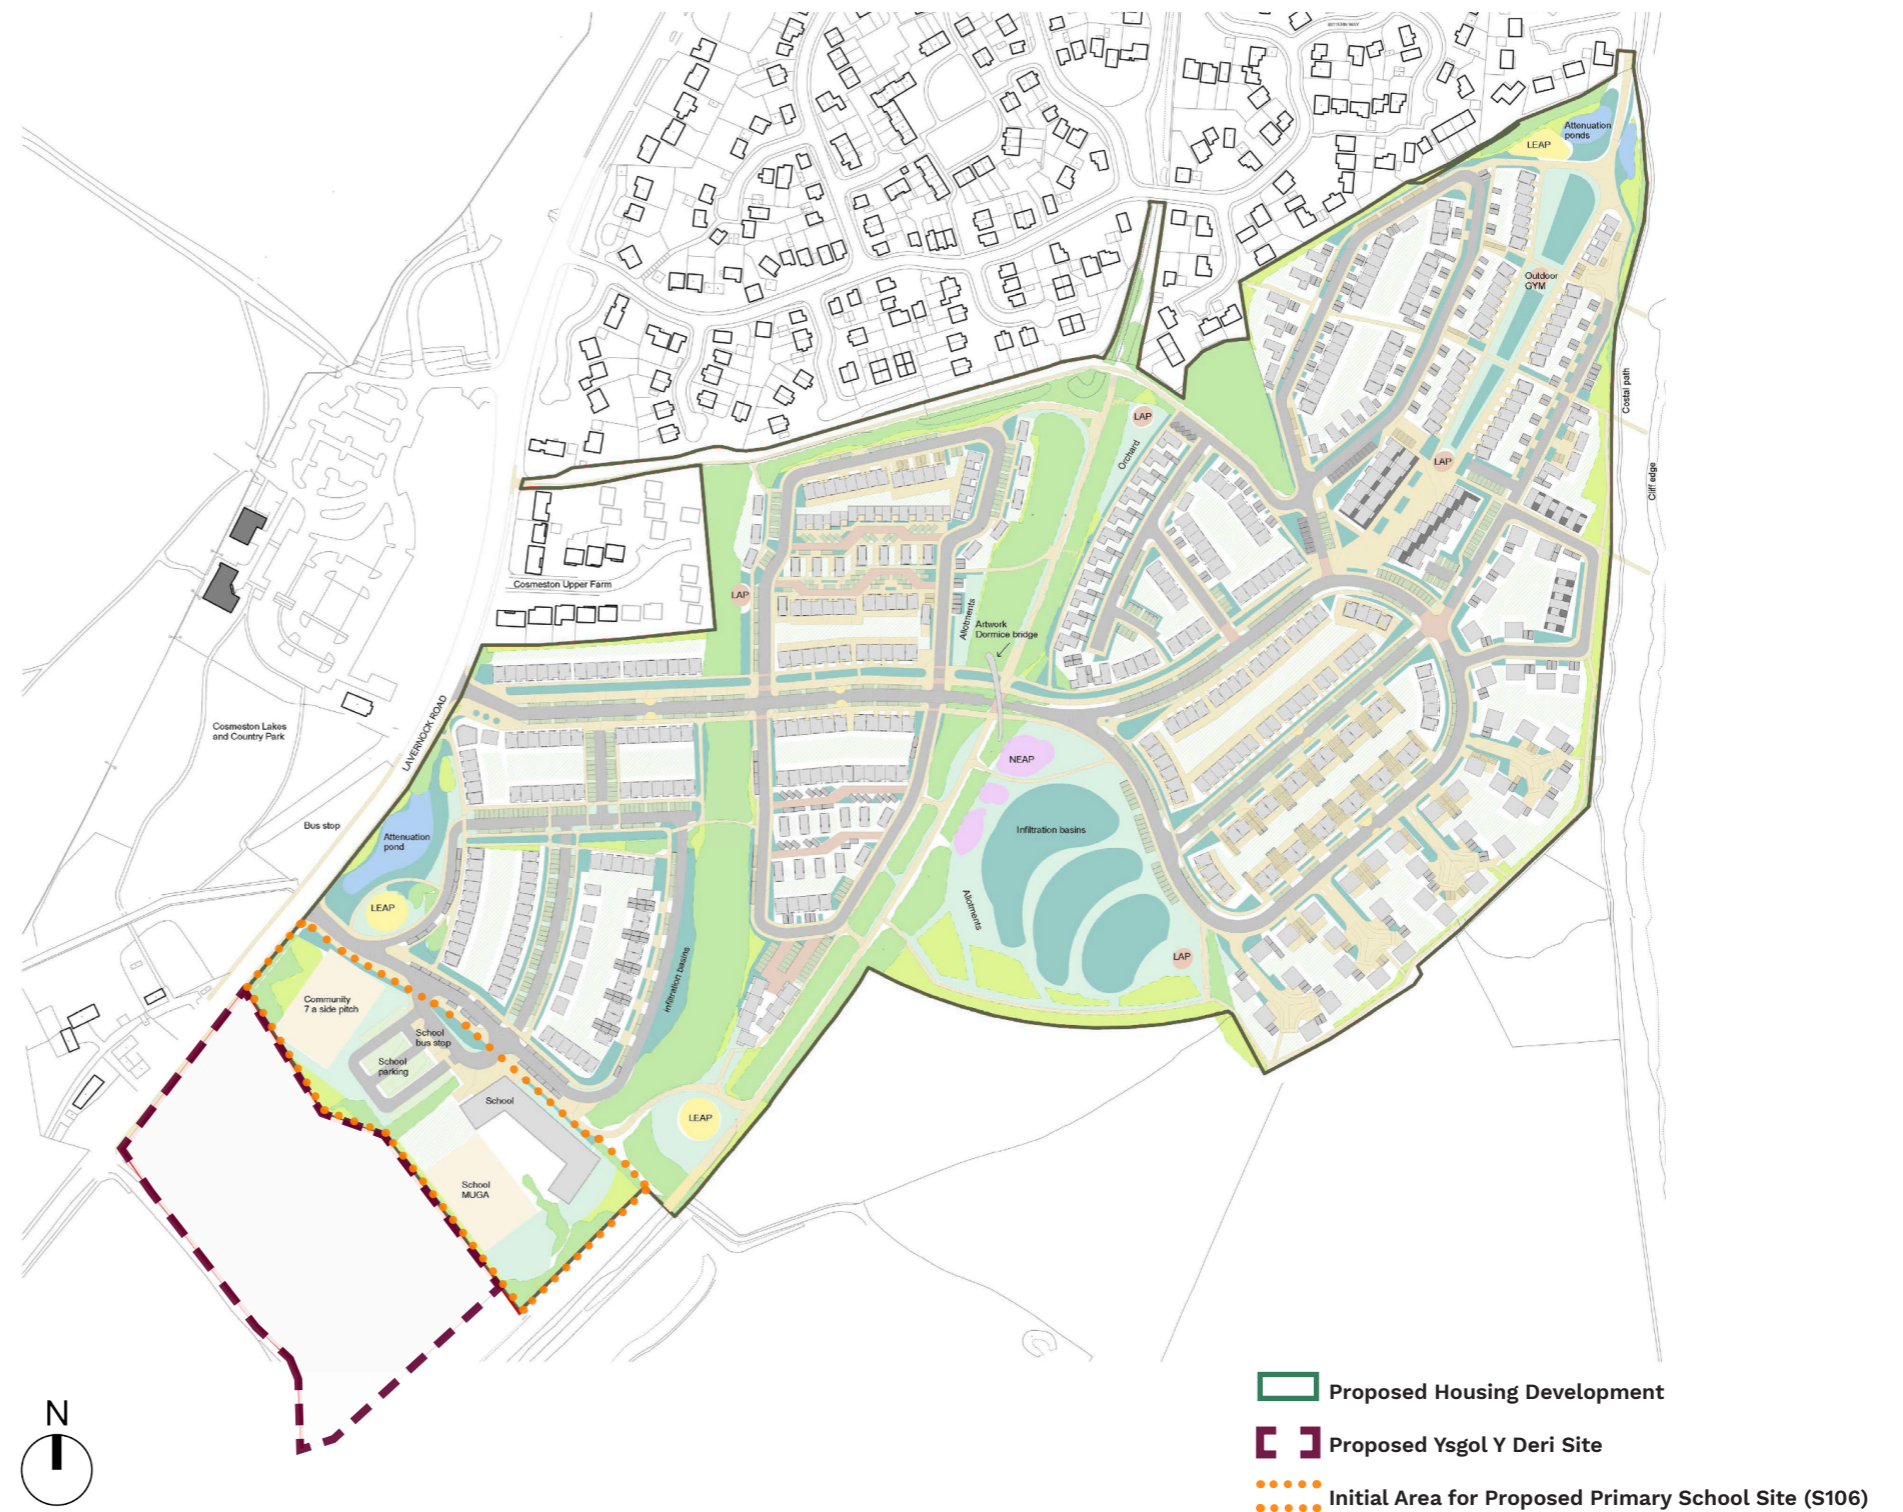 Attenuation
ponds
LEAP
Outdoor
GYM
Costal path
LAP
Orchard
LAP
Cliff edge
Cosmeston Upper Farm
LAP
Allotments
Artwork
Dormice bridge
Cosmeston Lakes
and Country Park
LAVERNOCK ROAD
NEAP
Bus stop
Attenuation
pond
Infiltration basins
LEAP
Allotments
LAP
Infiltration basins
Community
7 a side pitch
School
bus stop
School
parking
School
LEAP
School
MUGA
N
Proposed Housing Development
Proposed Ysgol Y Deri Site
Initial Area for Proposed Primary School Site (S106)